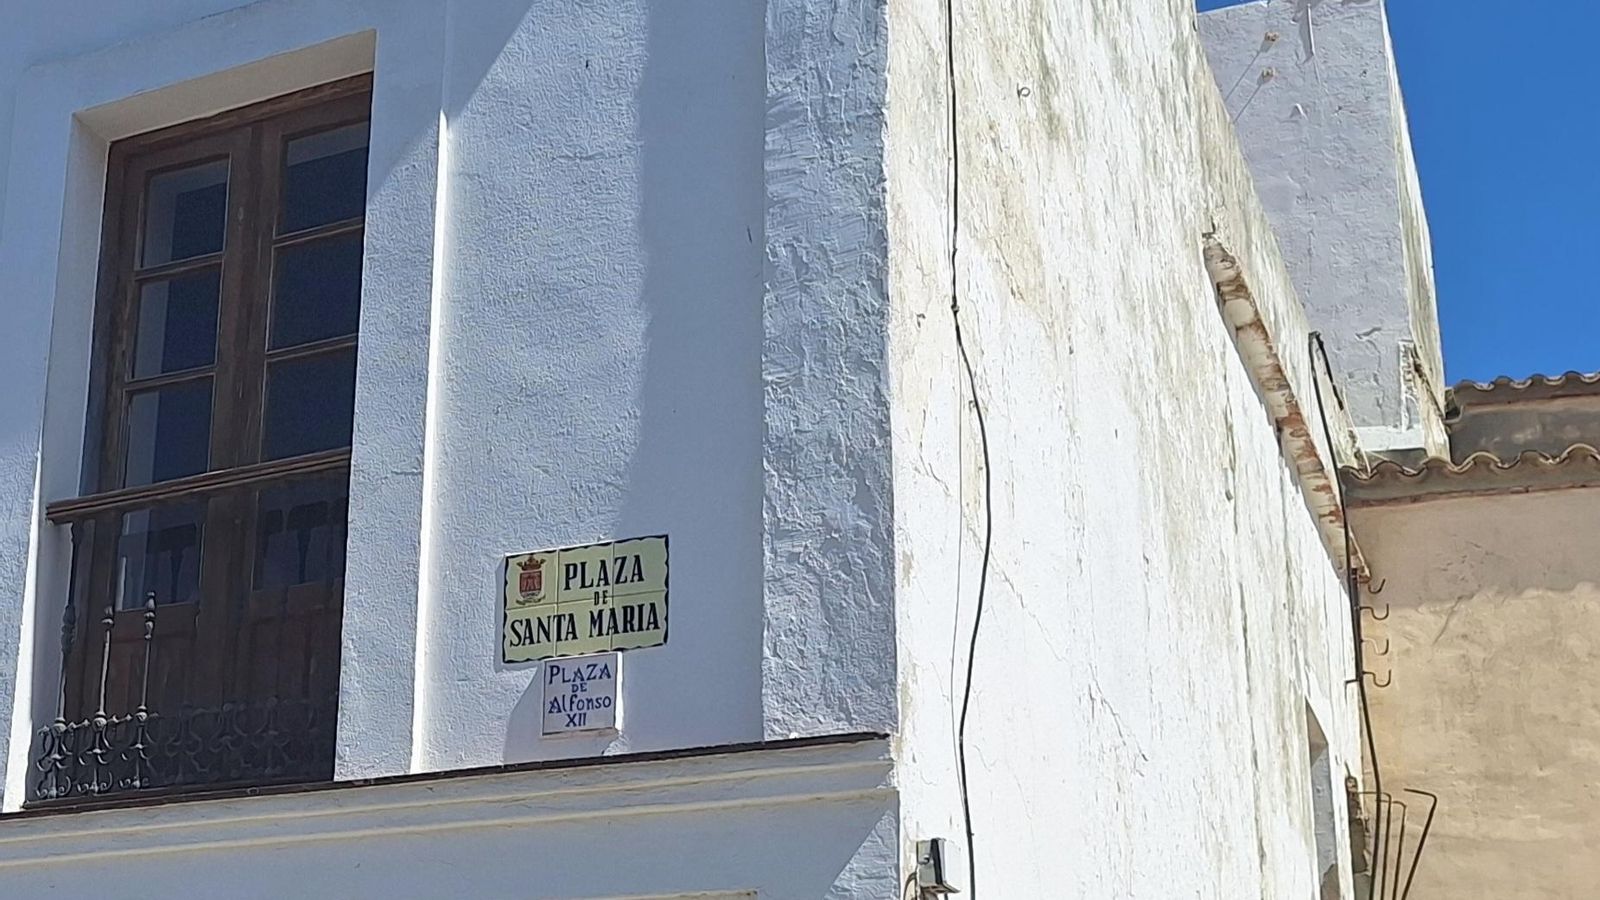 PLAZA
DE
SANTA MARIA
PLAZA
DE
Alfonso
XII